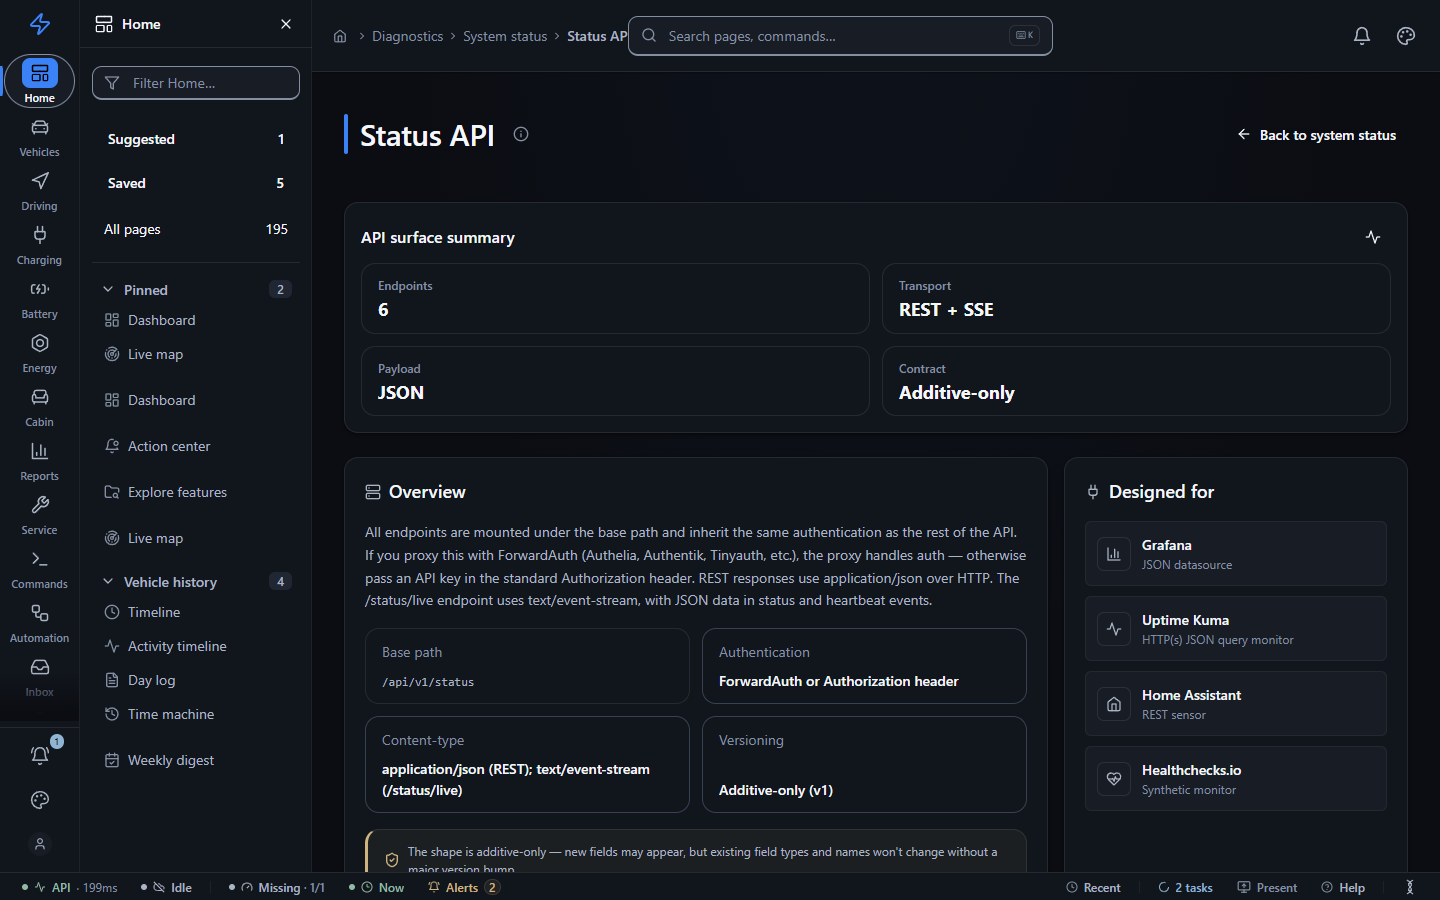 Home
Vehicles
Driving
Charging
Battery
Energy
Cabin
Reports
Service
Commands
Automation
Inbox
1
Home
Filter Home...
Suggested 1
Saved 5
All pages 195
Pinned 2
Dashboard
Live map
Dashboard
Action center
Explore features
Live map
Vehicle history 4
Timeline
Activity timeline
Day log
Time machine
Weekly digest
Diagnostics System status Status AP
Search pages, commands... K
Status API
Back to system status
API surface summary
Endpoints
6
Transport
REST + SSE
Payload
JSON
Contract
Additive-only
Overview
All endpoints are mounted under the base path and inherit the same authentication as the rest of the API.
If you proxy this with ForwardAuth (Authelia, Authentik, Tinyauth, etc.), the proxy handles auth — otherwise
pass an API key in the standard Authorization header. REST responses use application/json over HTTP. The
/status/live endpoint uses text/event-stream, with JSON data in status and heartbeat events.
Base path
/api/v1/status
Authentication
ForwardAuth or Authorization header
Content-type
application/json (REST); text/event-stream
(/status/live)
Versioning
Additive-only (v1)
The shape is additive-only — new fields may appear, but existing field types and names won't change without a
major version bump
Designed for
Grafana
JSON datasource
Uptime Kuma
HTTP(s) JSON query monitor
Home Assistant
REST sensor
Healthchecks.io
Synthetic monitor
API · 199ms
Idle
Missing · 1/1
Now
Alerts 2
Recent
2 tasks
Present
Help